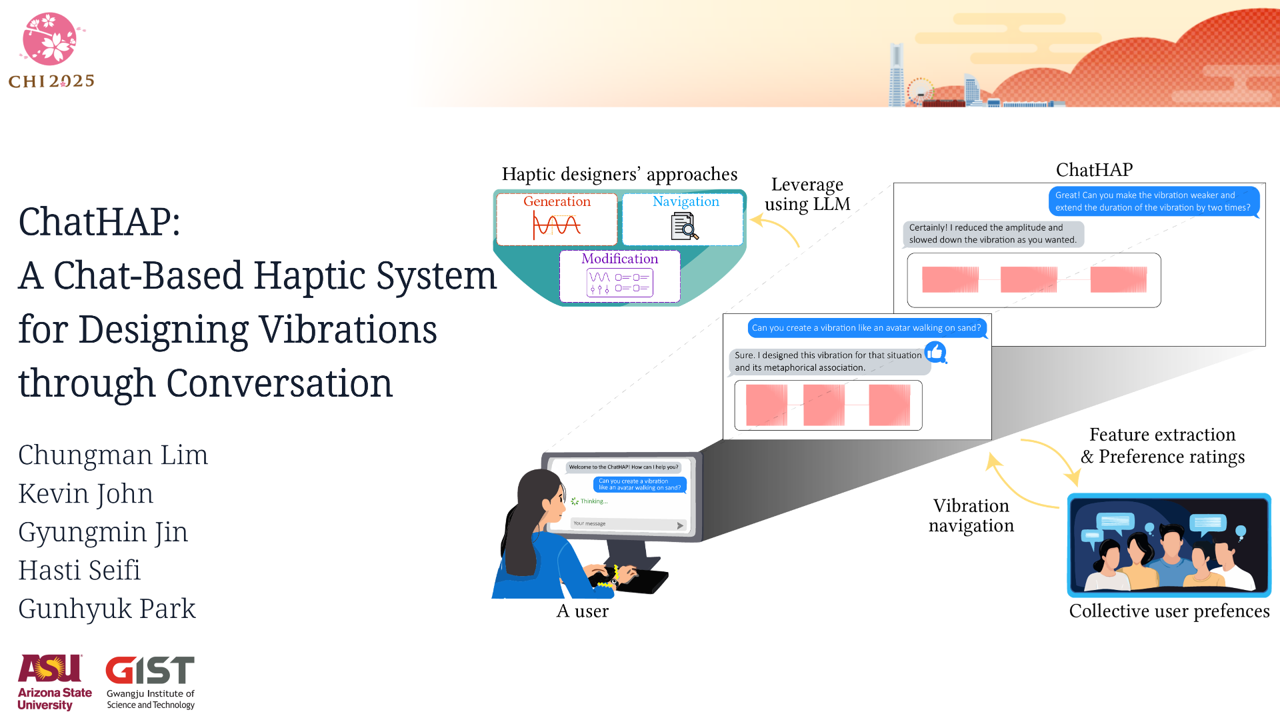 CHI 2025
ChatHAP:
A Chat-Based Haptic System
for Designing Vibrations
through Conversation
Chungman Lim
Kevin John
Gyungmin Jin
Hasti Seifi
Gunhyuk Park
ASU
Arizona State
University
GIST
Gwangju Institute of
Science and Technology
Haptic designers' approaches
Generation
Navigation
Modification
Leverage
using LLM
ChatHAP
Great! Can you make the vibration weaker and
extend the duration of the vibration by two times?
Certainly! I reduced the amplitude and
slowed down the vibration as you wanted.
Can you create a vibration like an avatar walking on sand?
Sure. I designed this vibration for that situation
and its metaphorical association.
Welcome to the ChatHAP! How can I help you?
Can you create a vibration
like an avatar walking on sand?
Thinking...
Your message
A user
Feature extraction
& Preference ratings
Vibration
navigation
Collective user prefences